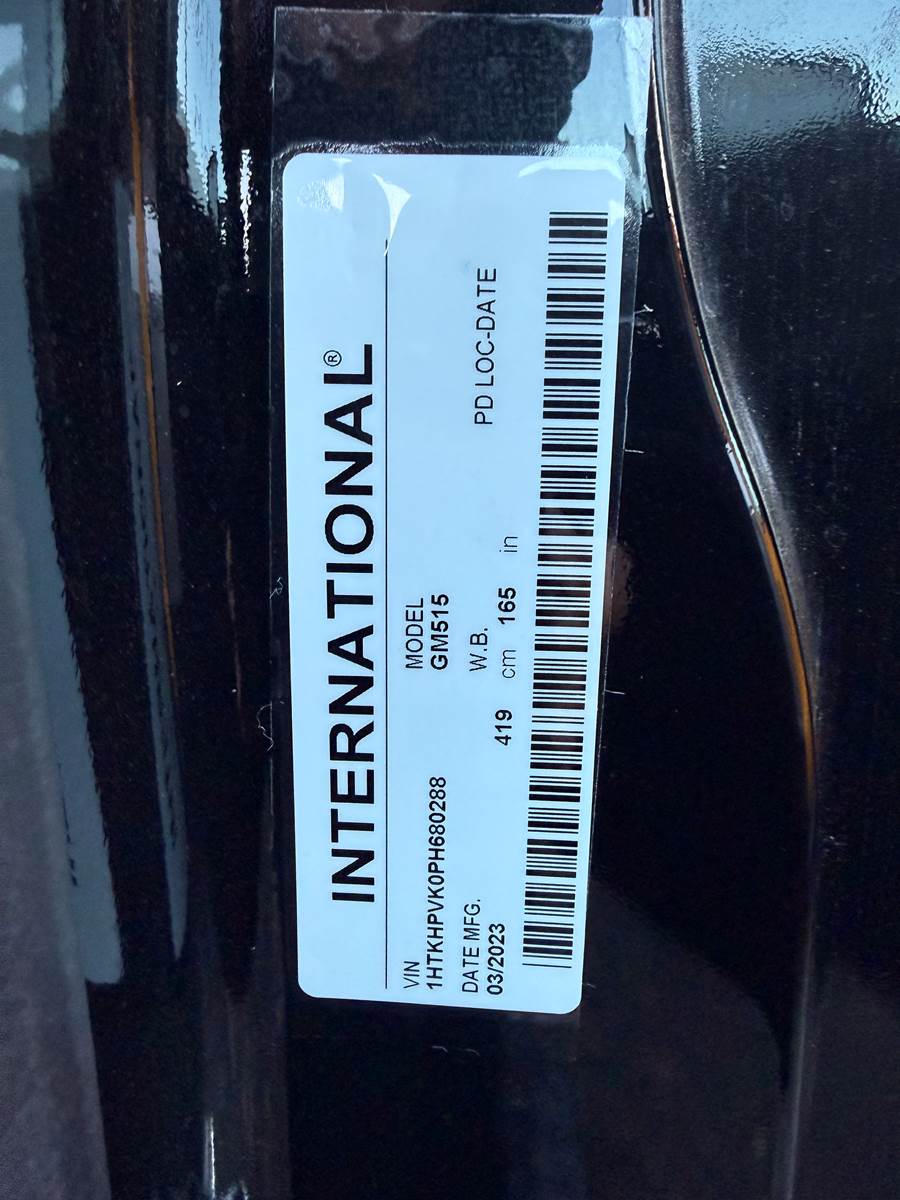 INTERNATIONAL®
VIN
1HTKHPVK0PH680288
MODEL
GM515
DATE MFG.
03/2023
W.B.
419 cm 165 in
PD LOC-DATE